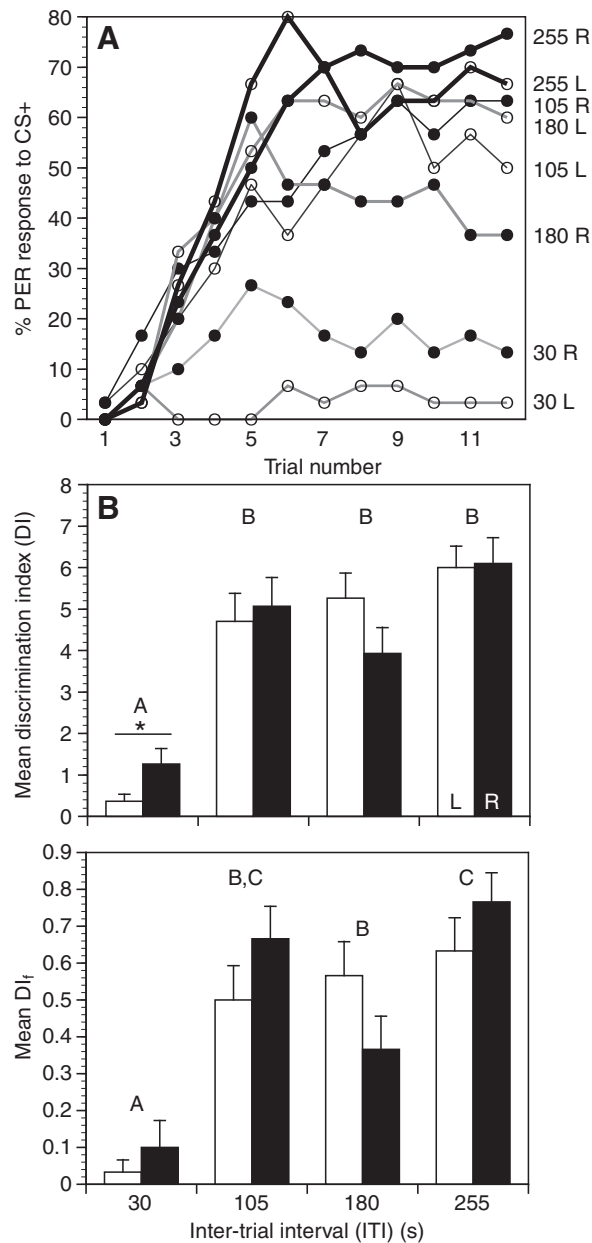 A
% PER response to CS+
80
70
60
50
40
30
20
10
0
255 R
255 L
105 R
180 L
105 L
180 R
30 R
30 L
1 3 5 7 9 11
Trial number
B
Mean discrimination index (DI)
8
7
6
5
4
3
2
1
0
A
*
B
B
B
L R
Mean DIf
0.9
0.8
0.7
0.6
0.5
0.4
0.3
0.2
0.1
0
A
B,C
B
C
30 105 180 255
Inter-trial interval (ITI) (s)